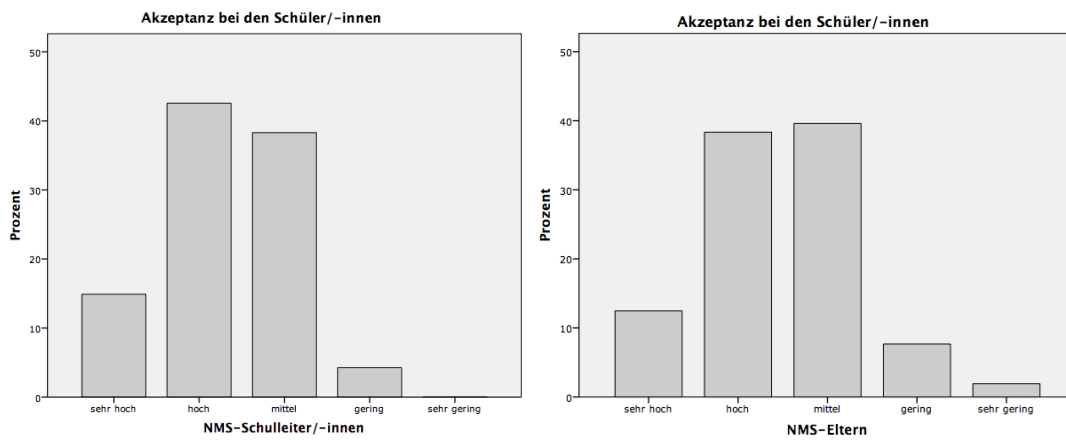 Akzeptanz bei den Schüler/-innen
50
40
30
20
10
0
Prozent
sehr hoch hoch mittel gering sehr gering
NMS-Schulleiter/-innen
Akzeptanz bei den Schüler/-innen
50
40
30
20
10
0
Prozent
sehr hoch hoch mittel gering sehr gering
NMS-Eltern